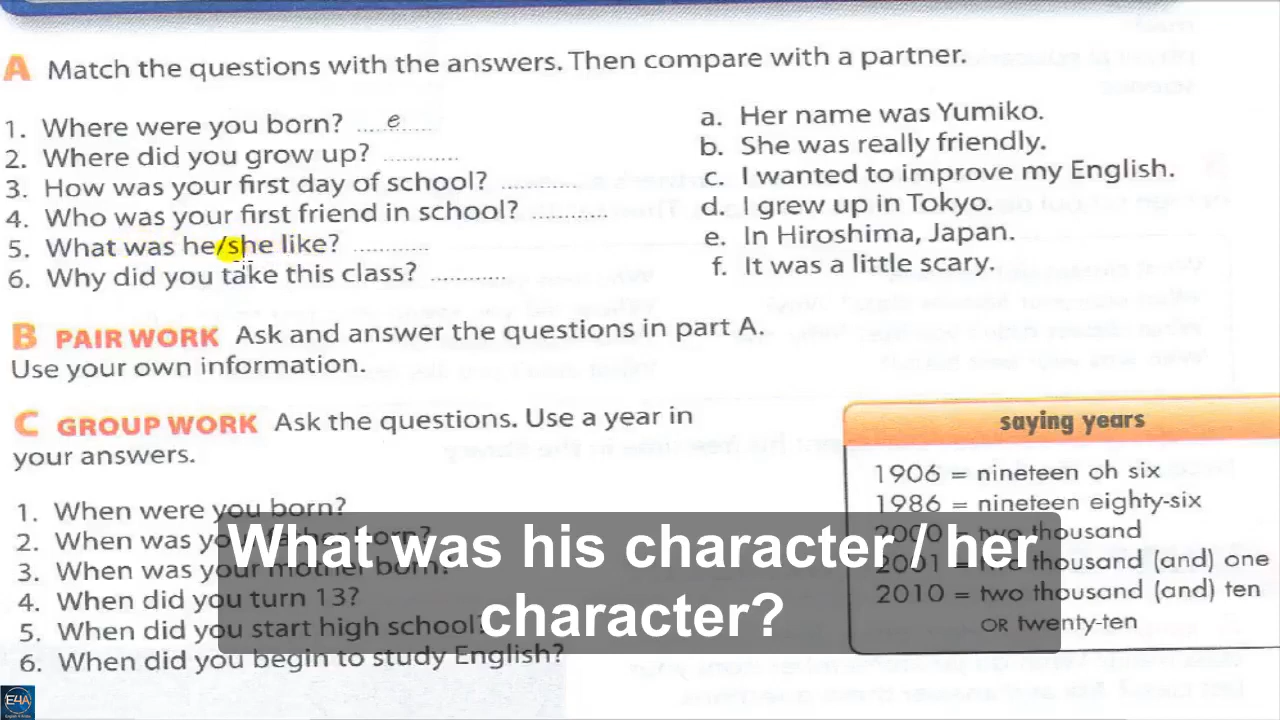 A Match the questions with the answers. Then compare with a partner.
1. Where were you born? e
2. Where did you grow up?
3. How was your first day of school?
4. Who was your first friend in school?
5. What was he/she like?
6. Why did you take this class?
a. Her name was Yumiko.
b. She was really friendly.
c. I wanted to improve my English.
d. I grew up in Tokyo.
e. In Hiroshima, Japan.
f. It was a little scary.
B PAIR WORK Ask and answer the questions in part A.
Use your own information.
C GROUP WORK Ask the questions. Use a year in
your answers.
1. When were you born?
2. When was your father born?
3. When was your mother born?
4. When did you turn 13?
5. When did you start high school?
6. When did you begin to study English?
saying years
1906 = nineteen oh six
1986 = nineteen eighty-six
2000 = two thousand
2001 = two thousand (and) one
2010 = two thousand (and) ten
OR twenty-ten
What was his character / her
character?
E4A